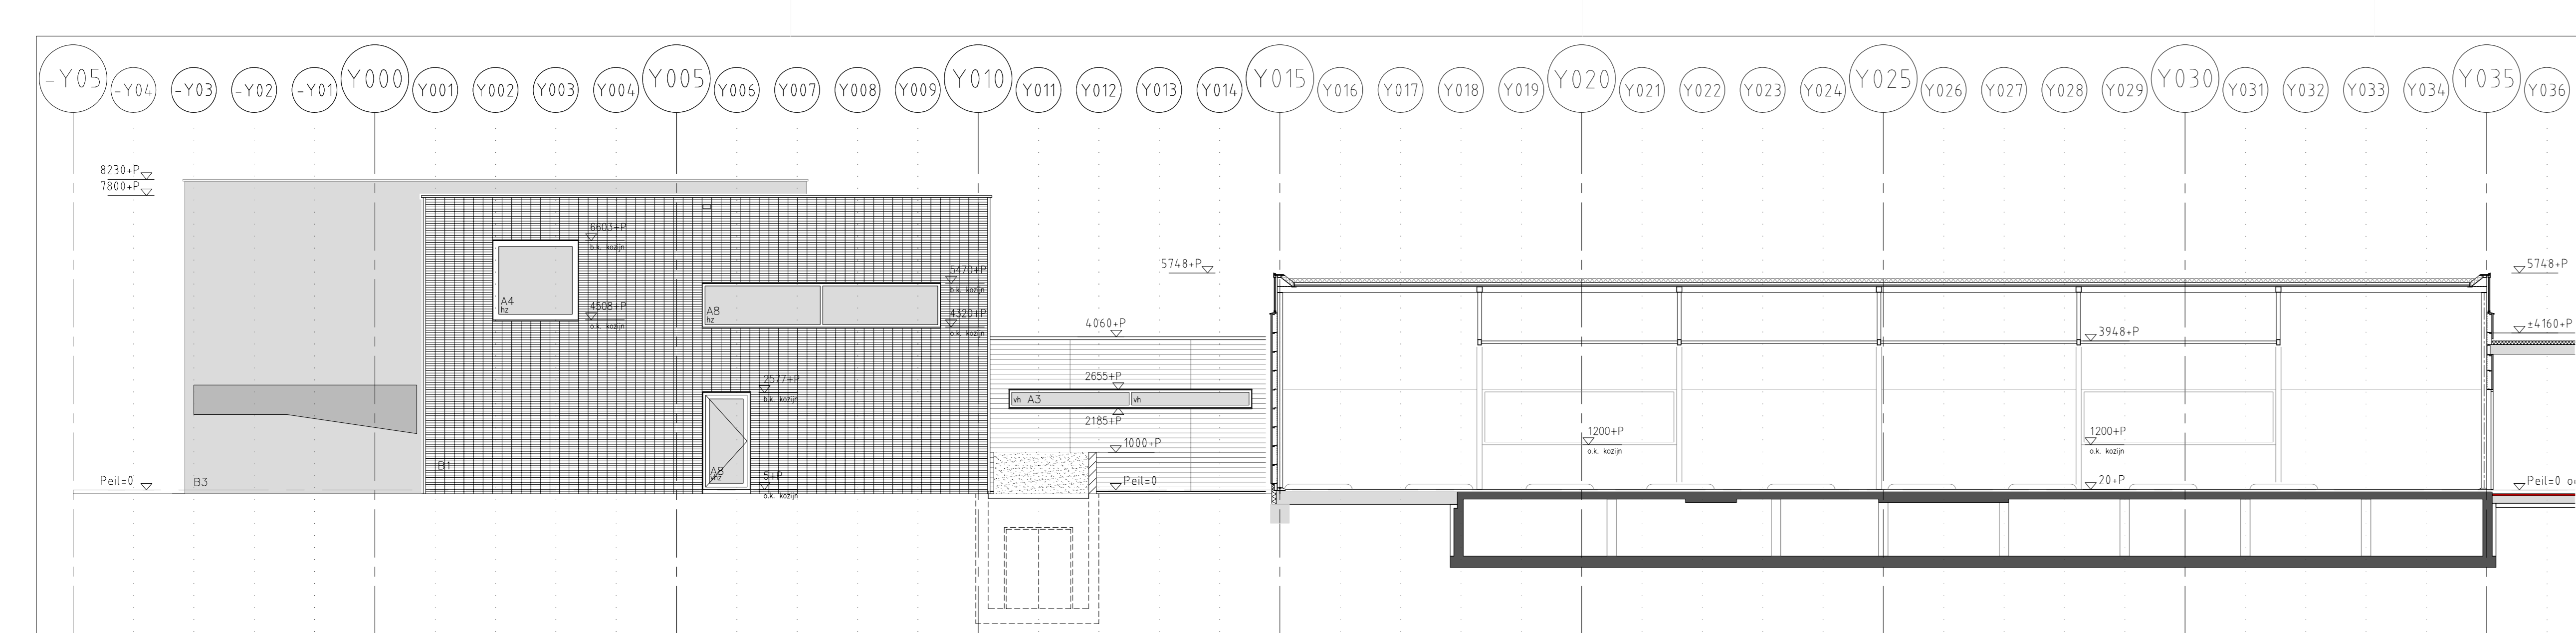 -Y05 -Y04 -Y03 -Y02 -Y01 Y000 Y001 Y002 Y003 Y004 Y005 Y006 Y007 Y008 Y009 Y010 Y011 Y012 Y013 Y014 Y015 Y016 Y017 Y018 Y019 Y020 Y021 Y022 Y023 Y024 Y025 Y026 Y027 Y028 Y029 Y030 Y031 Y032 Y033 Y034 Y035 Y036
8230+P
7800+P
6603+P
b.k. kozijn
5748+P
5748+P
5470+P
b.k. kozijn
A4
hz
4508+P
o.k. kozijn
A8
hz
4320+P
o.k. kozijn
4060+P
3948+P
±4160+P
2577+P
b.k. kozijn
2655+P
vh A3
vh
2185+P
1200+P
o.k. kozijn
1200+P
o.k. kozijn
1000+P
B1
A8
vhz
5+P
o.k. kozijn
Peil=0
B3
Peil=0
20+P
Peil=0